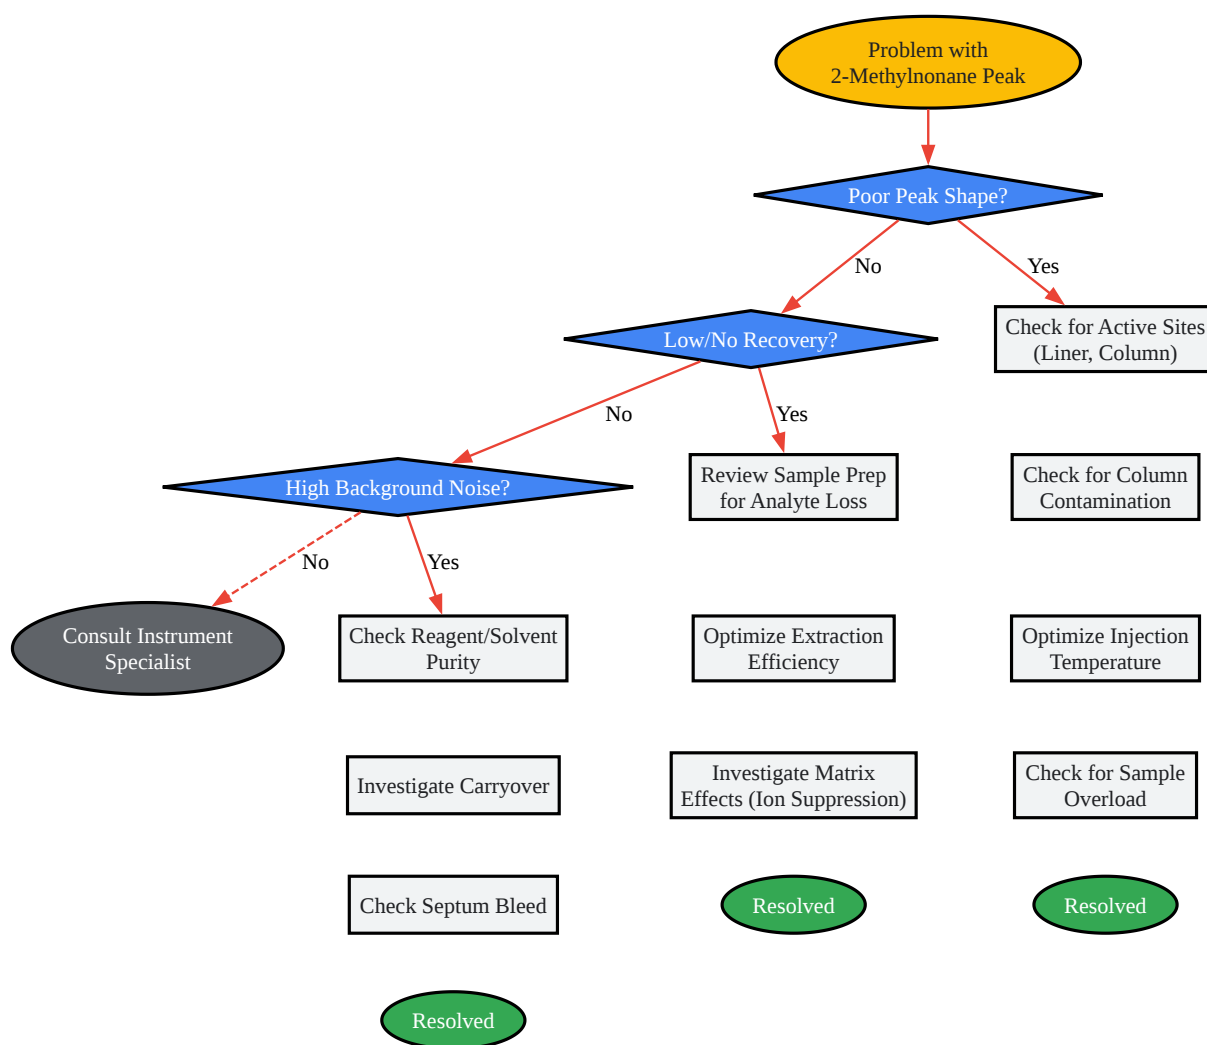 Problem with
2-Methylnonane Peak
Poor Peak Shape?
No
Yes
Low/No Recovery?
Check for Active Sites
(Liner, Column)
No
Yes
High Background Noise?
Review Sample Prep
for Analyte Loss
Check for Column
Contamination
No
Yes
Consult Instrument
Specialist
Check Reagent/Solvent
Purity
Optimize Extraction
Efficiency
Optimize Injection
Temperature
Investigate Carryover
Investigate Matrix
Effects (Ion Suppression)
Check for Sample
Overload
Check Septum Bleed
Resolved
Resolved
Resolved